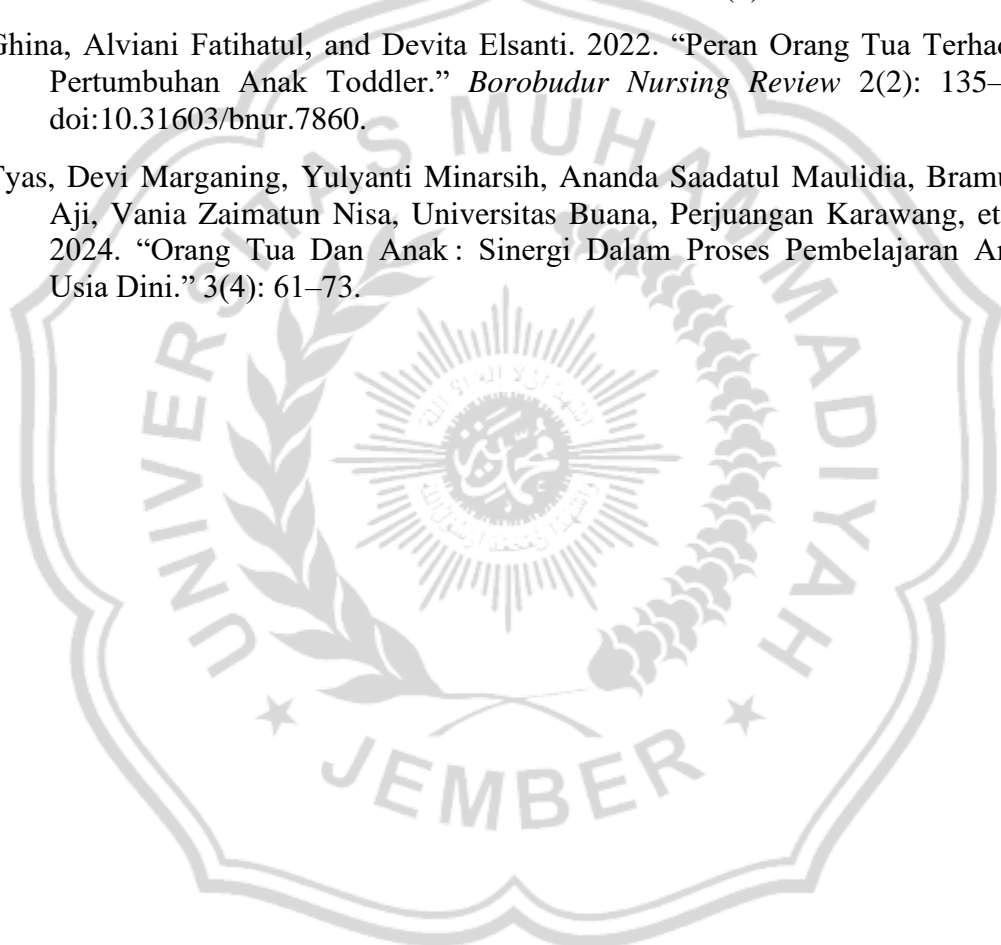 Ghina, Alviani Fatihatul, and Devita Elsanti. 2022. “Peran Orang Tua
Pertumbuhan Anak Toddler.” Borobudur Nursing Review 2(2): 135–
doi:10.31603/bnur.7860.
Tyas, Devi Marganing, Yulyanti Minarsih, Ananda Saadatul Maulidia,
Aji, Vania Zaimatun Nisa, Universitas Buana, Perjuangan Karawang, et
2024. “Orang Tua Dan Anak : Sinergi Dalam Proses Pembelajaran
Usia Dini.” 3(4): 61–73.
UNIVERSITAS MUHAMMADIYAH
JEMBER